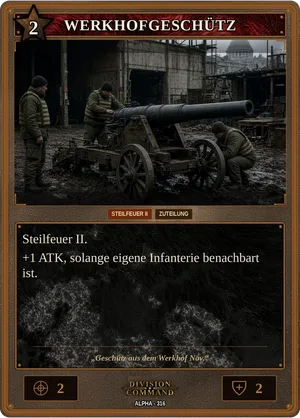 2
WERKHOFGESCHÜTZ
STEILFEUER II
ZUTEILUNG
Steilfeuer II.
+1 ATK, solange eigene Infanterie benachbart
ist.
„Geschütz aus dem Werkhof Nov.“
2
DIVISION
COMMAND
ALPHA - 316
2